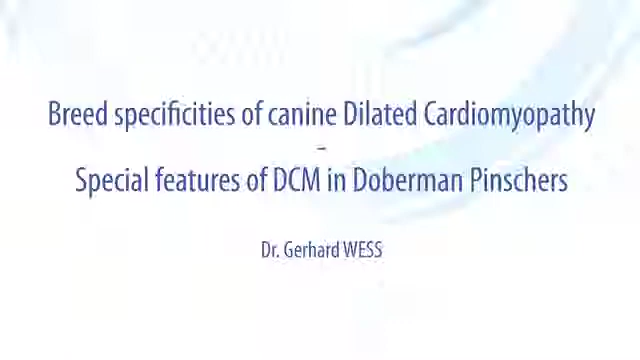 Breed specificities of canine Dilated Cardiomyopathy
-
Special features of DCM in Doberman Pinschers
Dr. Gerhard WESS